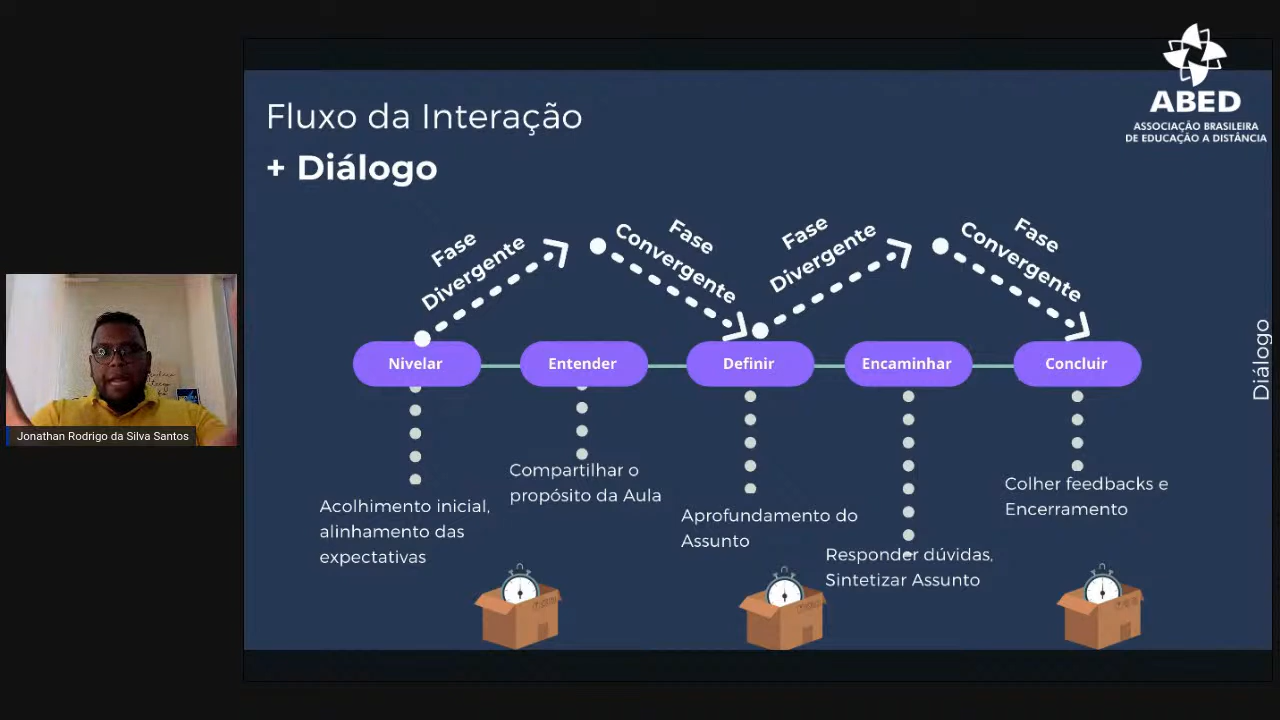 ABED
ASSOCIAÇÃO BRASILEIRA
DE EDUCAÇÃO A DISTÂNCIA
Fluxo da Interação
+ Diálogo
Fase
Divergente
Fase
Convergente
Fase
Divergente
Fase
Convergente
Nivelar
Entender
Definir
Encaminhar
Concluir
Diálogo
Acolhimento inicial,
alinhamento das
expectativas
Compartilhar o
propósito da Aula
Aprofundamento do
Assunto
Responder dúvidas,
Sintetizar Assunto
Colher feedbacks e
Encerramento
Jonathan Rodrigo da Silva Santos